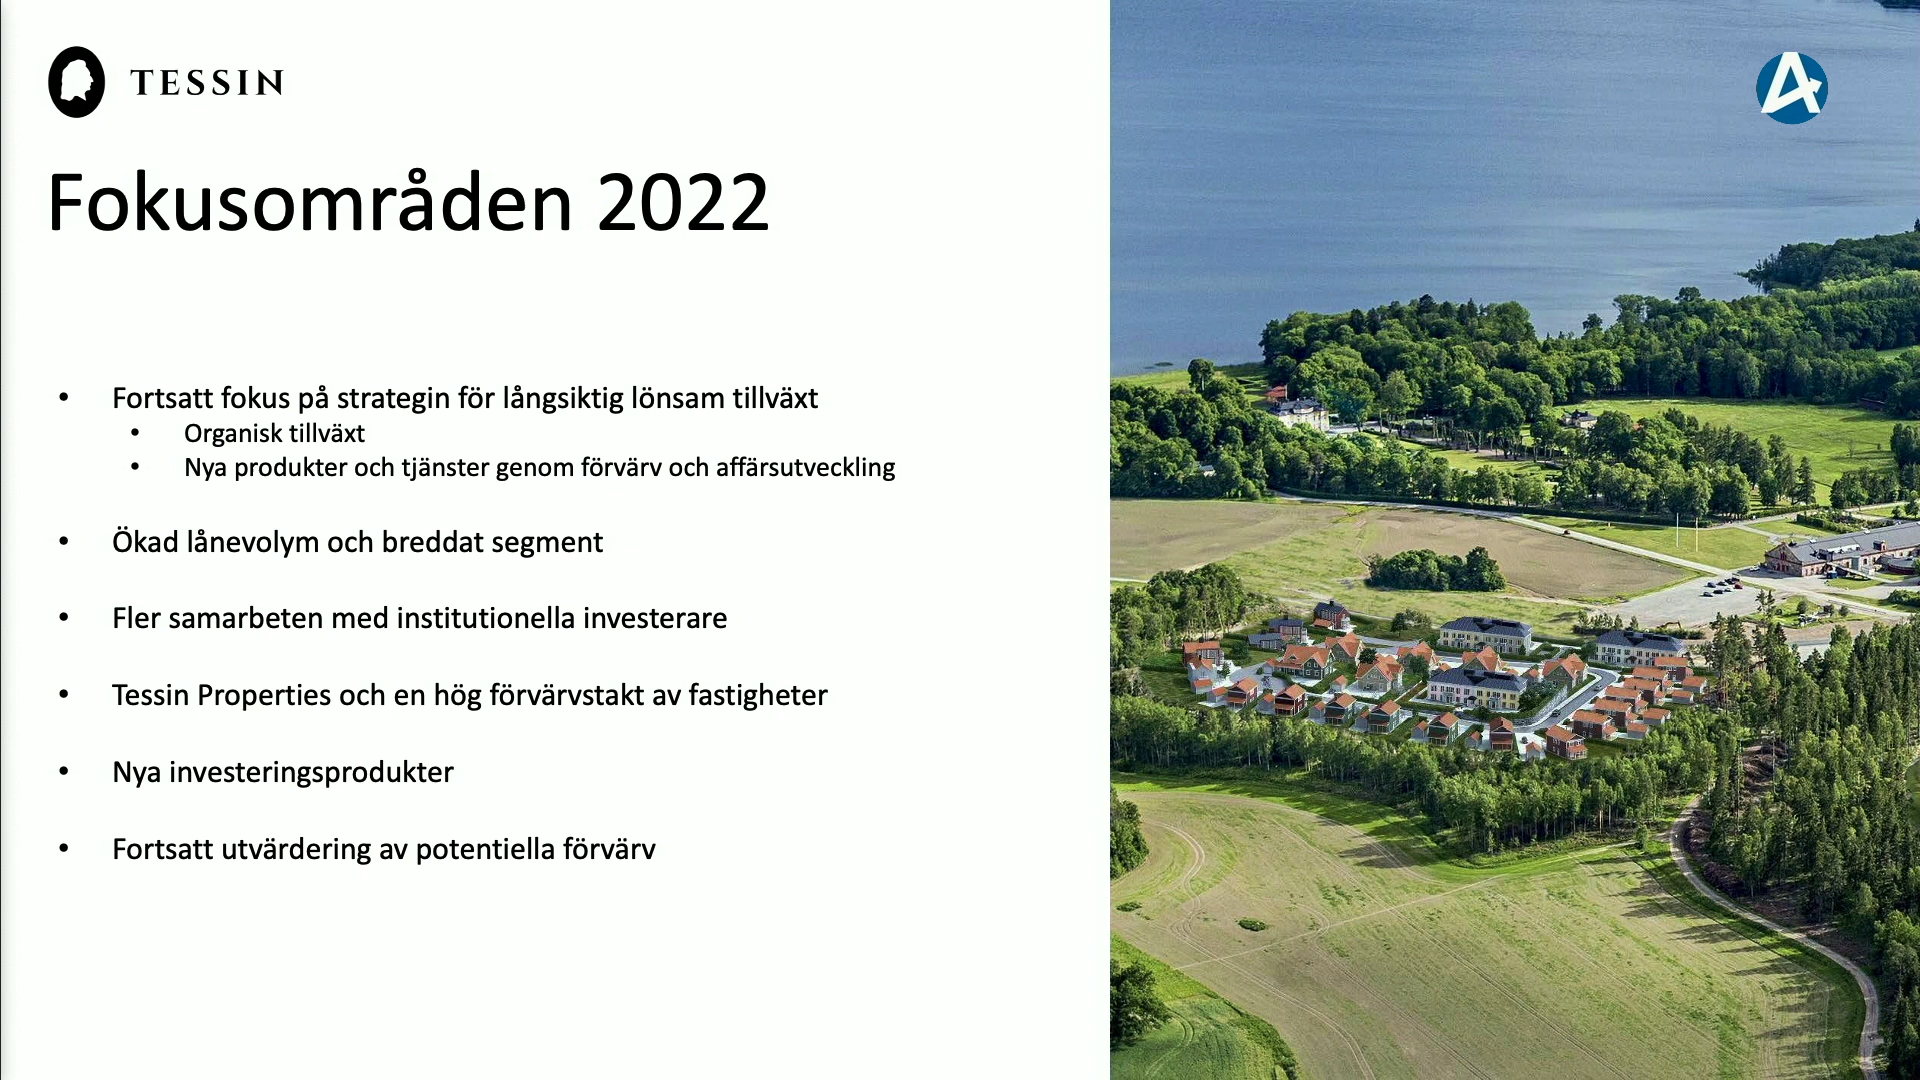 TESSIN
Fokusområden 2022
• Fortsatt fokus på strategin för långsiktig lönsam tillväxt
• Organisk tillväxt
• Nya produkter och tjänster genom förvärv och affärsutveckling
• Ökad lånevolym och breddat segment
• Fler samarbeten med institutionella investerare
• Tessin Properties och en hög förvärvstakt av fastigheter
• Nya investeringsprodukter
• Fortsatt utvärdering av potentiella förvärv